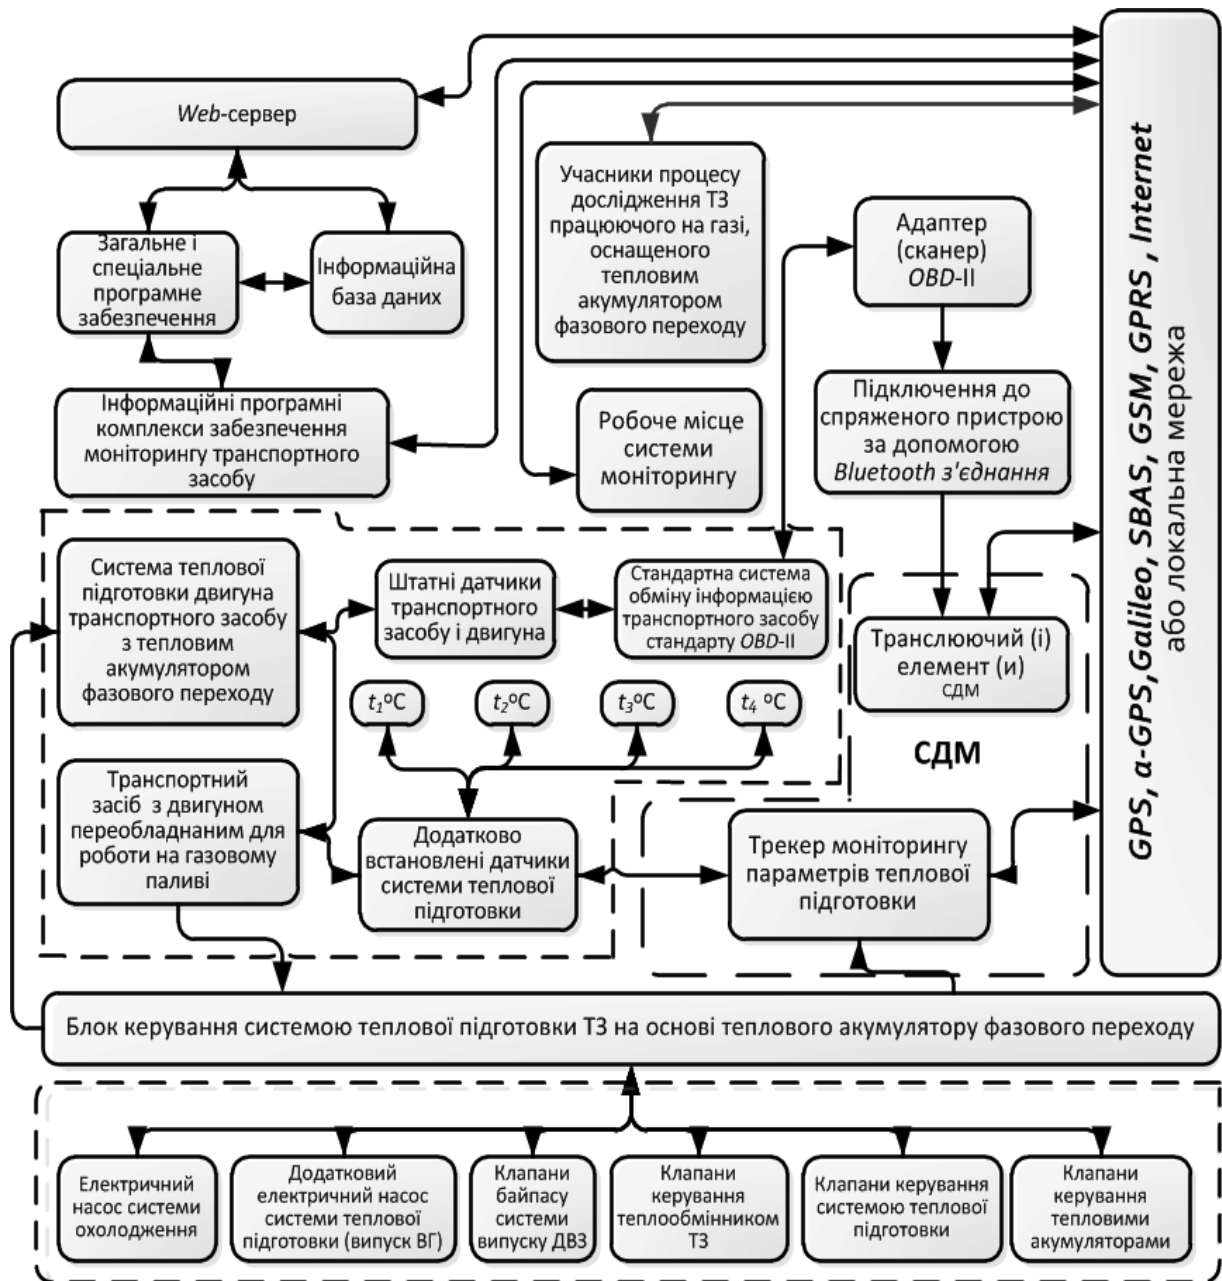 Web-сервер
Загальне і
спеціальне
програмне
забезпечення
Інформаційна
база даних
Інформаційні програмні
комплекси забезпечення
моніторингу транспортного
засобу
Учасники процесу
дослідження ТЗ
працюючого на газі,
оснащеного
тепловим
акумулятором
фазового переходу
Робоче місце
системи
моніторингу
Адаптер
(сканер)
OBD-II
Підключення до
спряженого пристрою
за допомогою
Bluetooth з'єднання
GPS, α-GPS,Galileo, SBAS, GSM, GPRS , Internet
або локальна мережа
Система теплової
підготовки двигуна
транспортного засобу
з тепловим
акумулятором
фазового переходу
Штатні датчики
транспортного
засобу і двигуна
Стандартна система
обміну інформацією
транспортного засобу
стандарту OBD-II
Транслюючий (і)
елемент (и)
СДМ
t1ºC
t2ºC
t3ºC
t4 ºC
СДМ
Транспортний
засіб з двигуном
переобладнаним для
роботи на газовому
паливі
Додатково
встановлені датчики
системи теплової
підготовки
Трекер моніторингу
параметрів теплової
підготовки
Блок керування системою теплової підготовки ТЗ на основі теплового акумулятору фазового переходу
Електричний
насос системи
охолодження
Додатковий
електричний насос
системи теплової
підготовки (випуск ВГ)
Клапани
байпасу
системи
випуску ДВЗ
Клапани
керування
теплообмінником
ТЗ
Клапани керування
системою теплової
підготовки
Клапани
керування
тепловими
акумуляторами